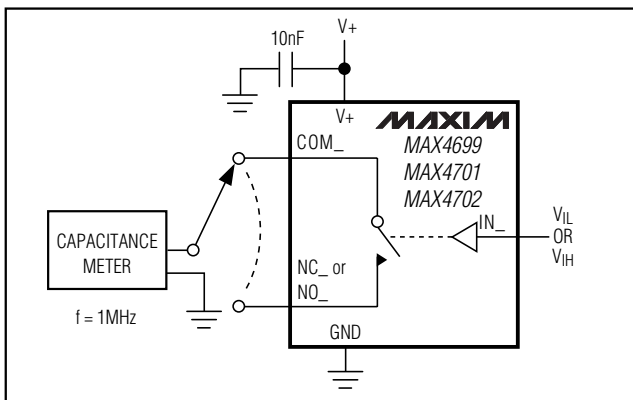 10nF
V+
V+
MAXIM
COM_
MAX4699
MAX4701
MAX4702
IN_
VIL
OR
VIH
CAPACITANCE
METER
NC_ or
NO_
f = 1MHz
GND